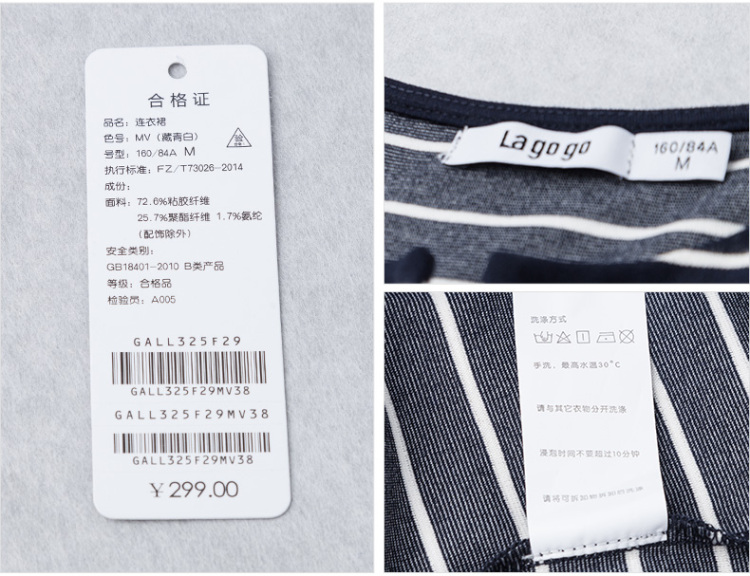 合格证
品名：连衣裙
色号：MV（藏青白）
号型：160/84A M
执行标准：FZ/T73026-2014
成份：
面料：72.6%粘胶纤维
25.7%聚酯纤维 1.7%氨纶
（配饰除外）
安全类别：
GB18401-2010 B类产品
等级：合格品
检验员：A005
GALL325F29
GALL325F29MV38
GALL325F29MV38
GALL325F29MV38
￥299.00
Lagogo
160/84A
M
洗涤方式
手洗，最高水温30°C
请与其它衣物分开洗涤
浸泡时间不要超过10分钟